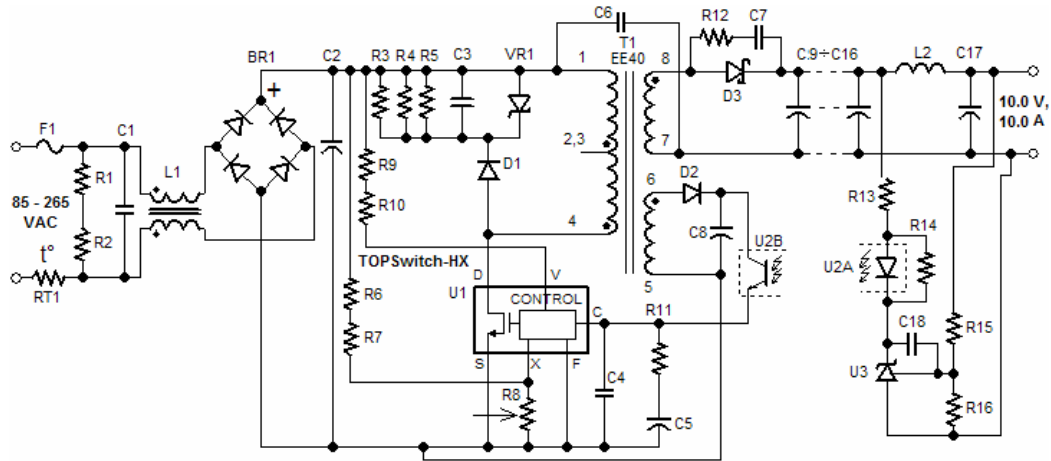 C6
R12
C7
T1
EE40
BR1
C2
R3
R4
R5
C3
VR1
1
8
C:9÷C16
L2
C17
+
D3
10.0 V,
10.0 A
F1
C1
2,3
7
R1
L1
R9
D1
D2
6
R13
85 - 265
VAC
R10
4
C8
R14
R2
U2B
U2A
t°
TOPSwitch-HX
RT1
D
V
5
R6
U1
CONTROL
C
R11
R15
R7
C18
S
X
F
U3
R8
C4
C5
R16